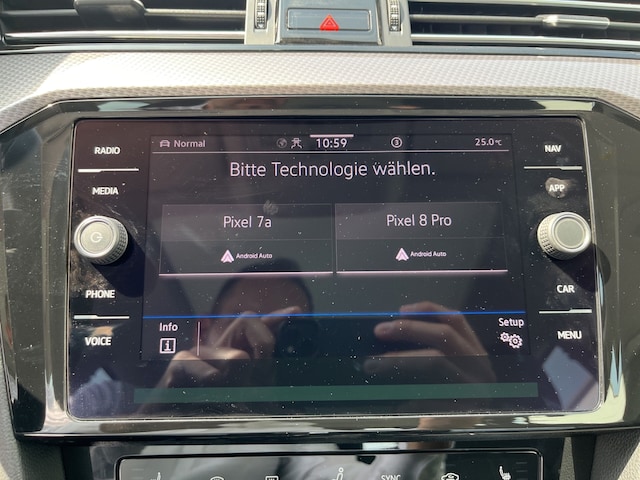 RADIO
MEDIA
PHONE
VOICE
Normal 10:59 3 25.0°C
Bitte Technologie wählen.
Pixel 7a
Android Auto
Pixel 8 Pro
Android Auto
Info
Setup
NAV
APP
CAR
MENU
SYNC